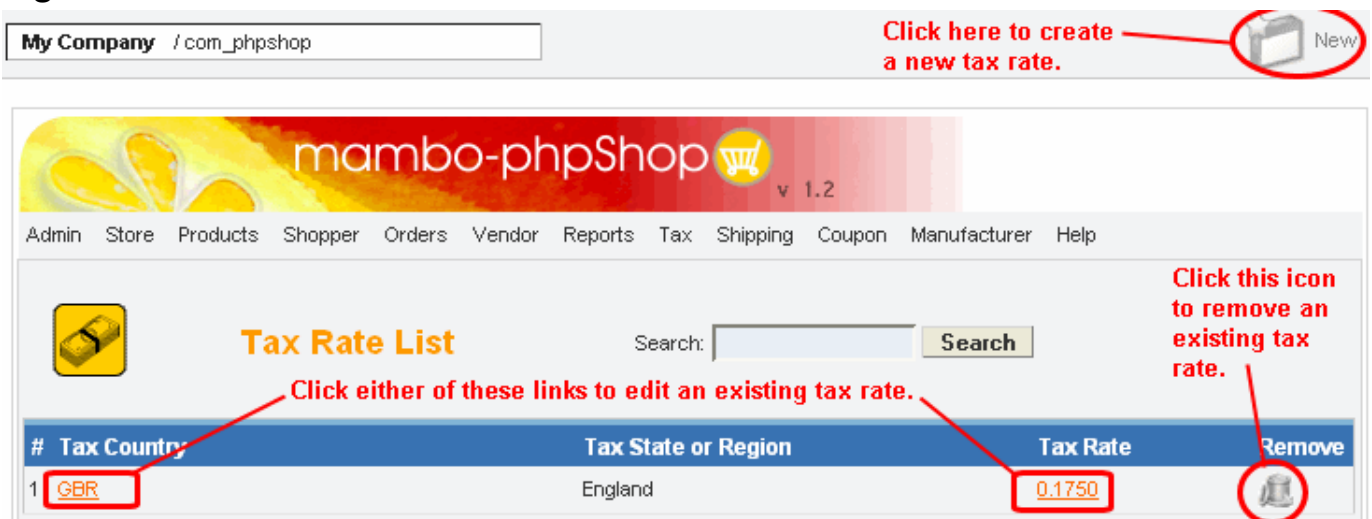 My Company / com_phpshop
Click here to create
a new tax rate.
New
mambo-phpShop
v 1.2
Admin Store Products Shopper Orders Vendor Reports Tax Shipping Coupon Manufacturer Help
Click this icon
to remove an
existing tax
rate.
Tax Rate List
Search:
Search
Click either of these links to edit an existing tax rate.
# Tax Country Tax State or Region Tax Rate Remove
1 GBR England 0.1750